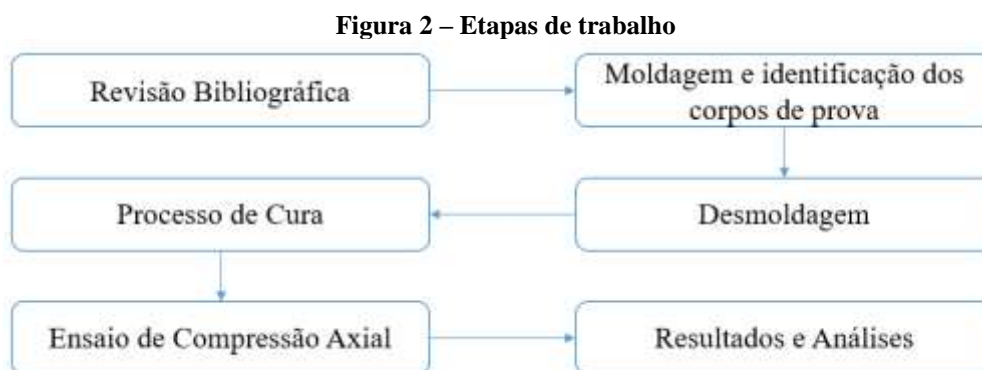 Figura 2 – Etapas de trabalho
Revisão Bibliográfica
Moldagem e identificação dos
corpos de prova
Desmoldagem
Processo de Cura
Ensaio de Compressão Axial
Resultados e Análises